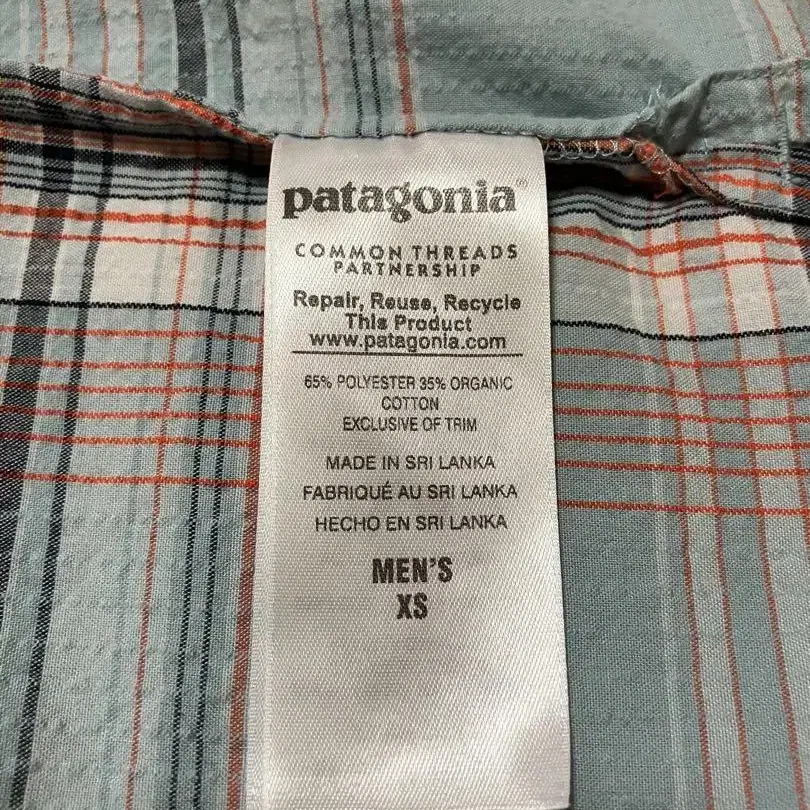 patagonia®
COMMON THREADS
PARTNERSHIP
Repair, Reuse, Recycle
This Product
www.patagonia.com
65% POLYESTER 35% ORGANIC
COTTON
EXCLUSIVE OF TRIM
MADE IN SRI LANKA
FABRIQUÉ AU SRI LANKA
HECHO EN SRI LANKA
MEN'S
XS